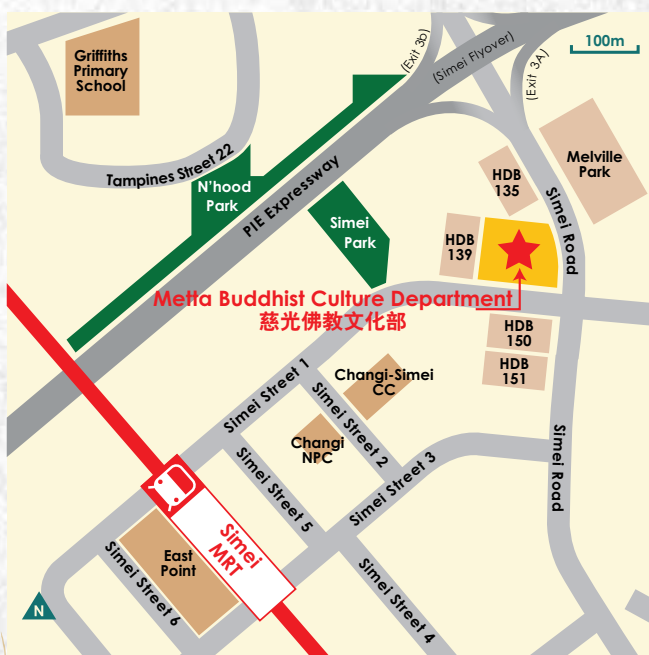 Griffiths
Primary
School
(Exit 3b)
(Simei Flyover)
100m
(Exit 3A)
Tampines Street 22
N'hood
Park
PIE Expressway
Simei
Park
HDB
135
Melville
Park
HDB
139
Simei Road
Metta Buddhist Culture Department
慈光佛教文化部
HDB
150
HDB
151
Simei Street 1
Changi-Simei
CC
Simei Street 2
Changi
NPC
Simei Street 3
Simei Road
Simei Street 5
Simei
MRT
East
Point
Simei Street 6
Simei Street 4
N